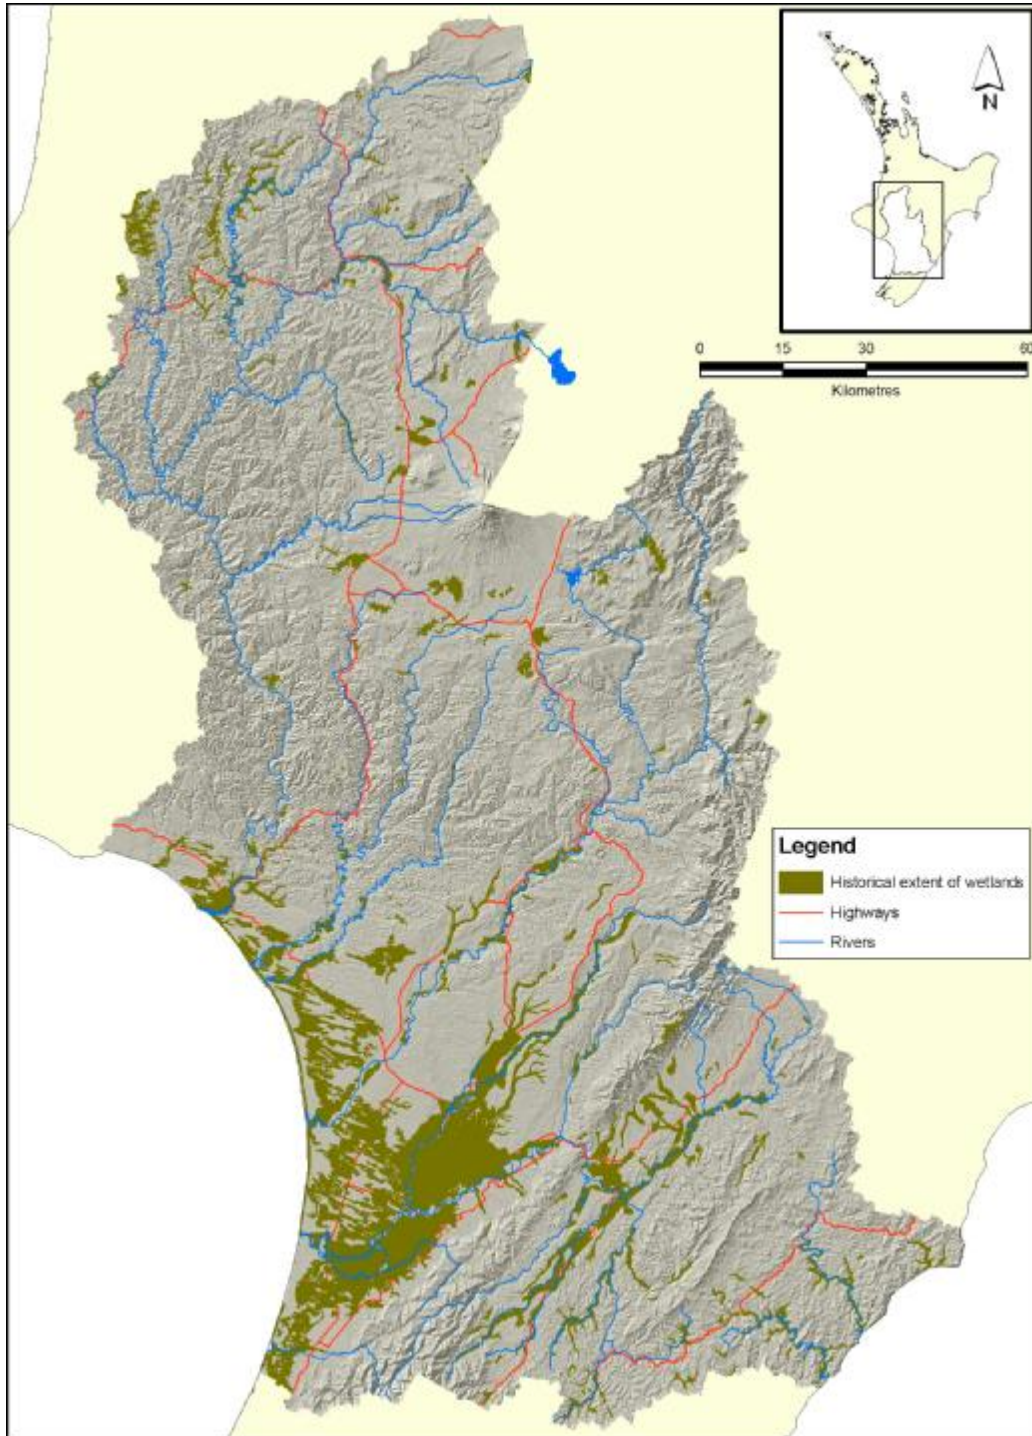 N
0 15 30 60
Kilometres
Legend
Historical extent of wetlands
Highways
Rivers